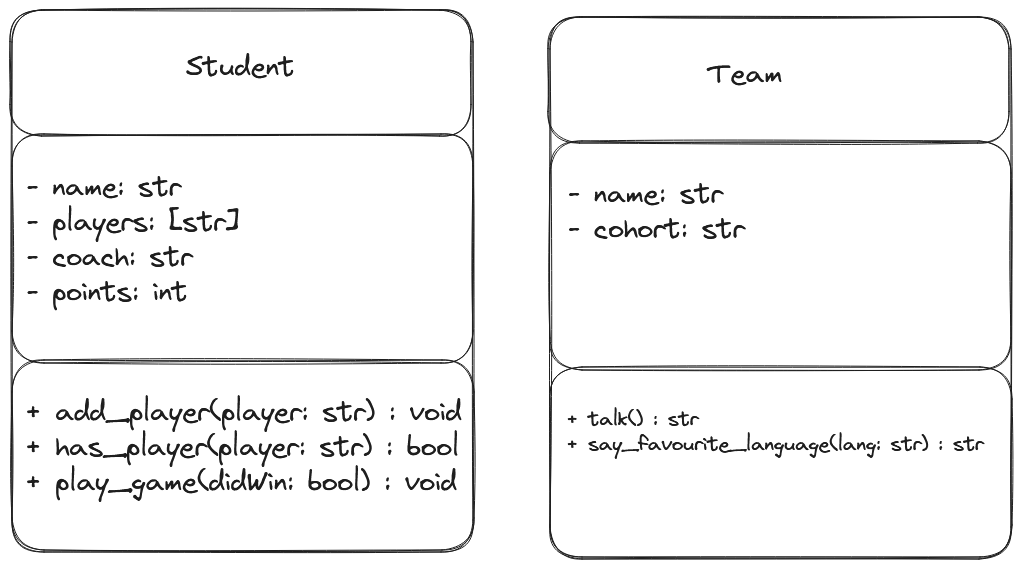 Student
- name: str
- players: [str]
- coach: str
- points: int
+ add_player(player: str) : void
+ has_player(player: str) : bool
+ play_game(didWin: bool) : void
Team
- name: str
- cohort: str
+ talk() : str
+ say_favourite_language(lang: str) : str